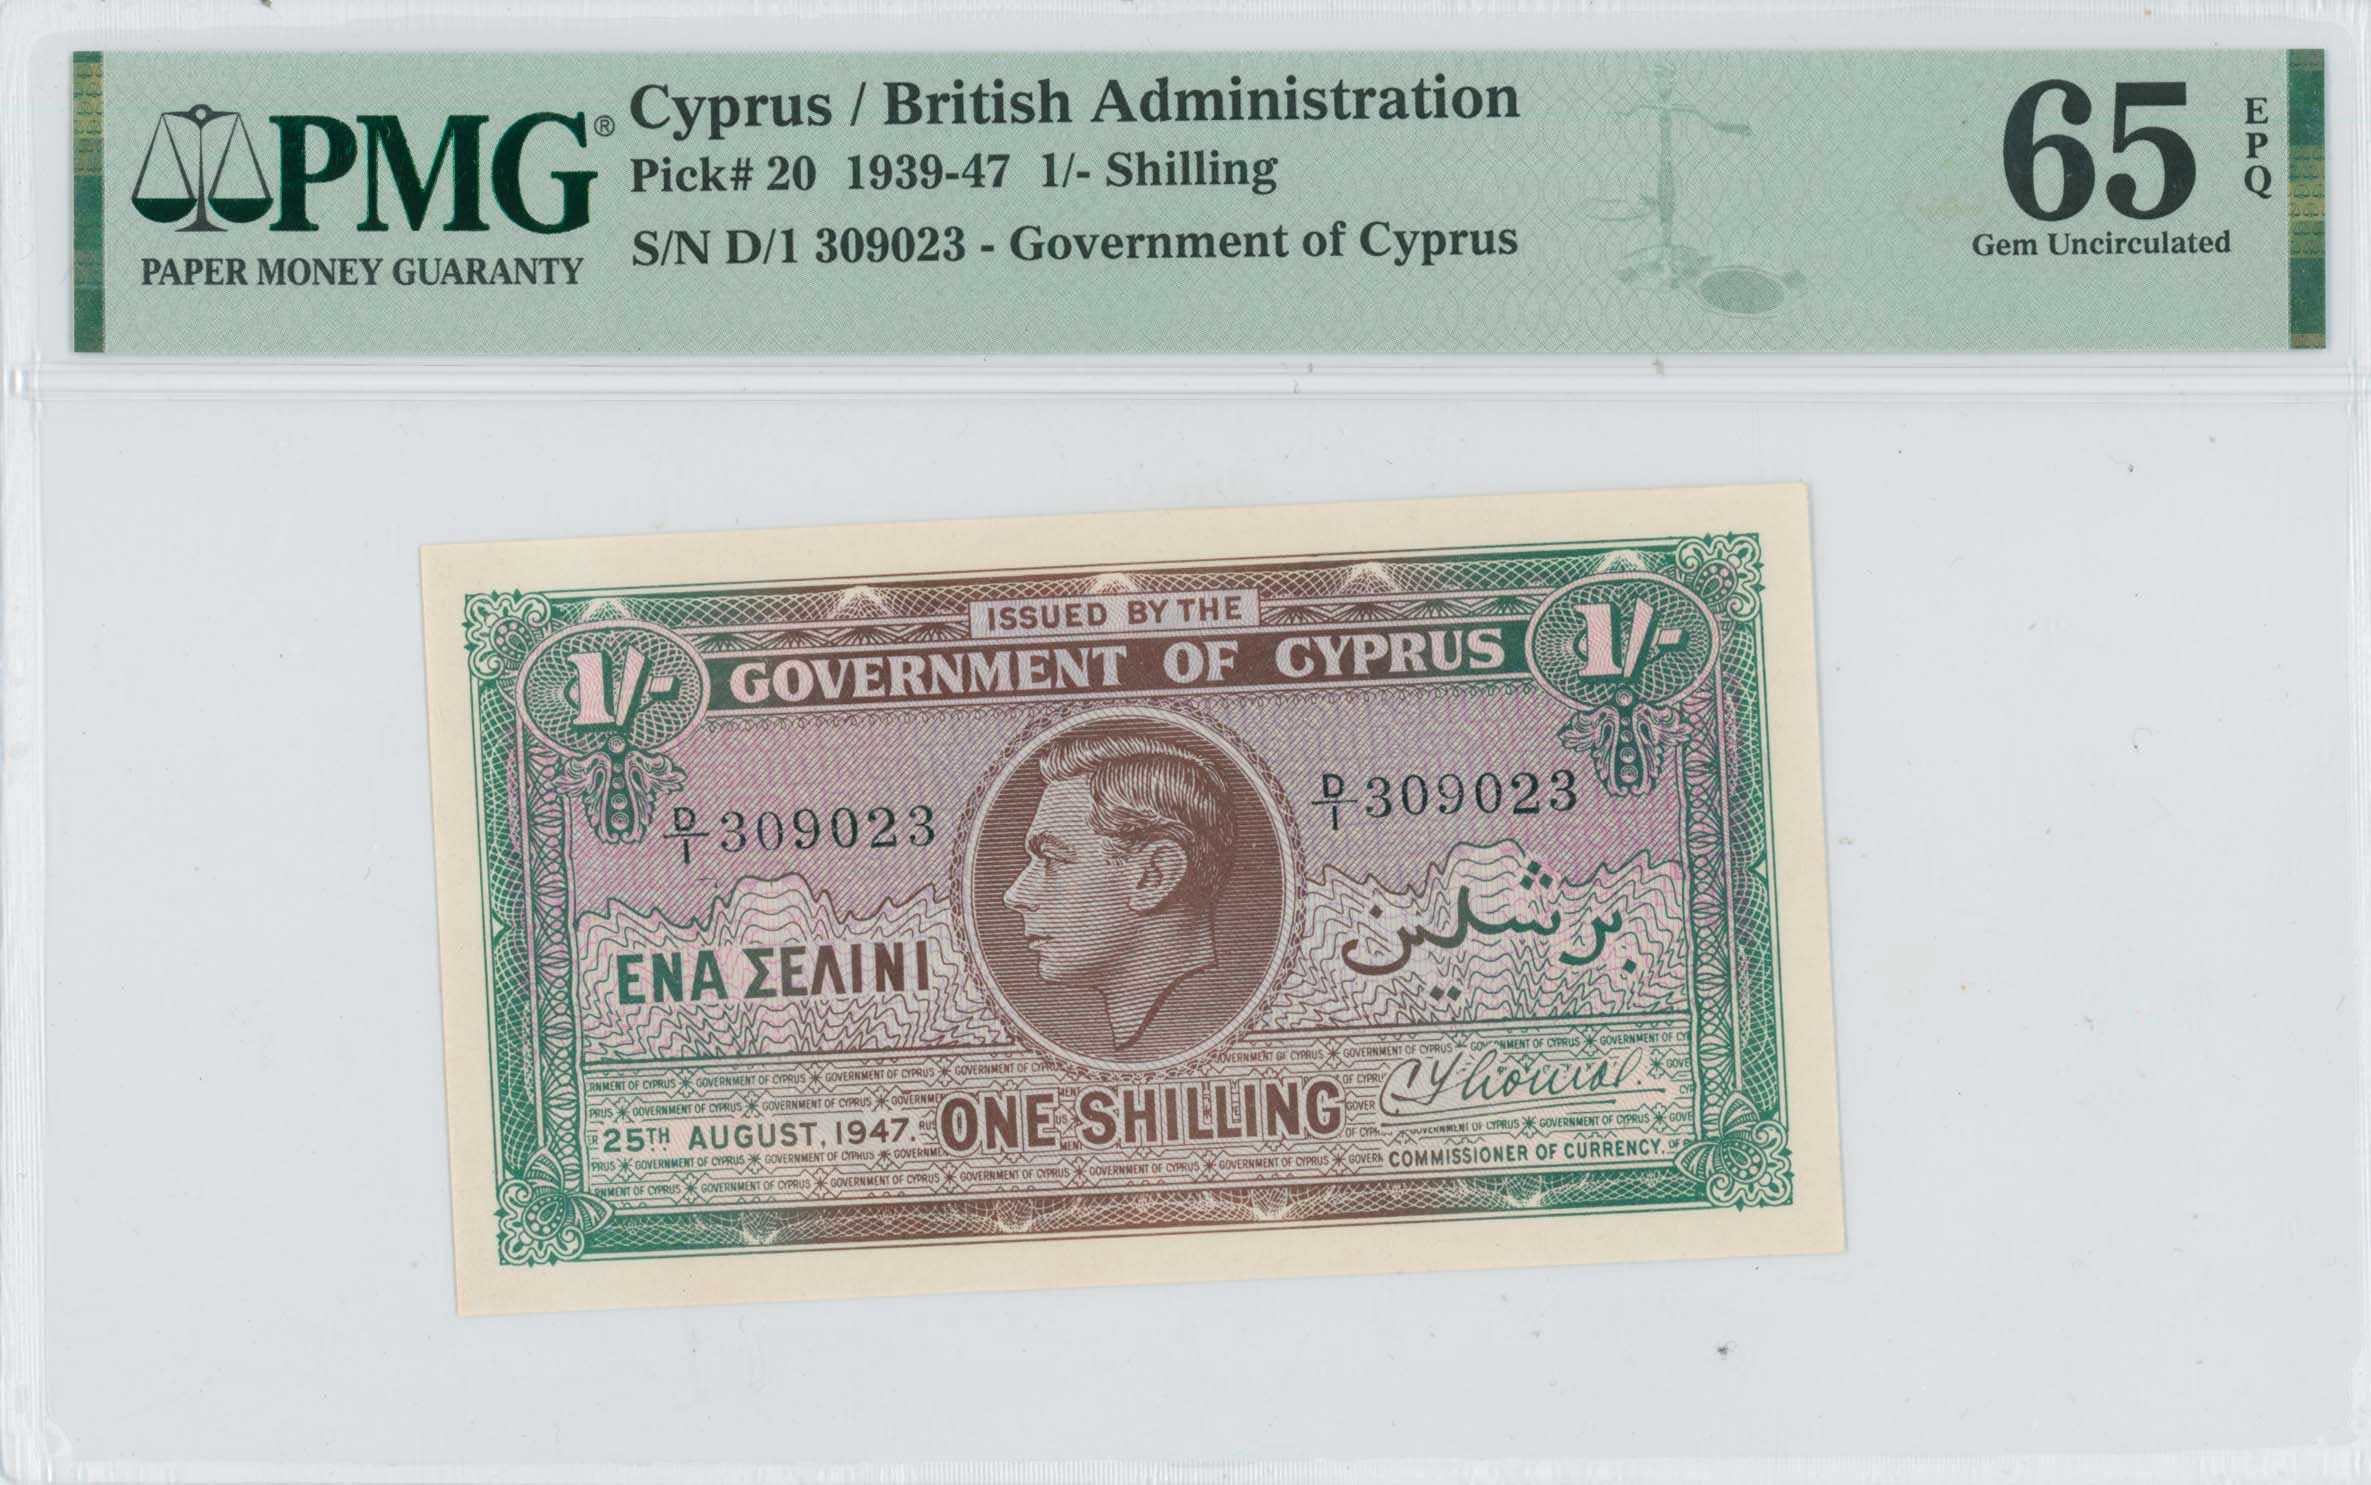 PMG®
PAPER MONEY GUARANTY
Cyprus / British Administration
Pick# 20 1939-47 1/- Shilling
S/N D/1 309023 - Government of Cyprus
65
EPQ
Gem Uncirculated
ISSUED BY THE
1/- GOVERNMENT OF CYPRUS 1/-
D/1 309023
D/1 309023
ΕΝΑ ΣΕΛΙΝΙ
بر شلين
ONE SHILLING
25TH AUGUST, 1947.
COMMISSIONER OF CURRENCY.